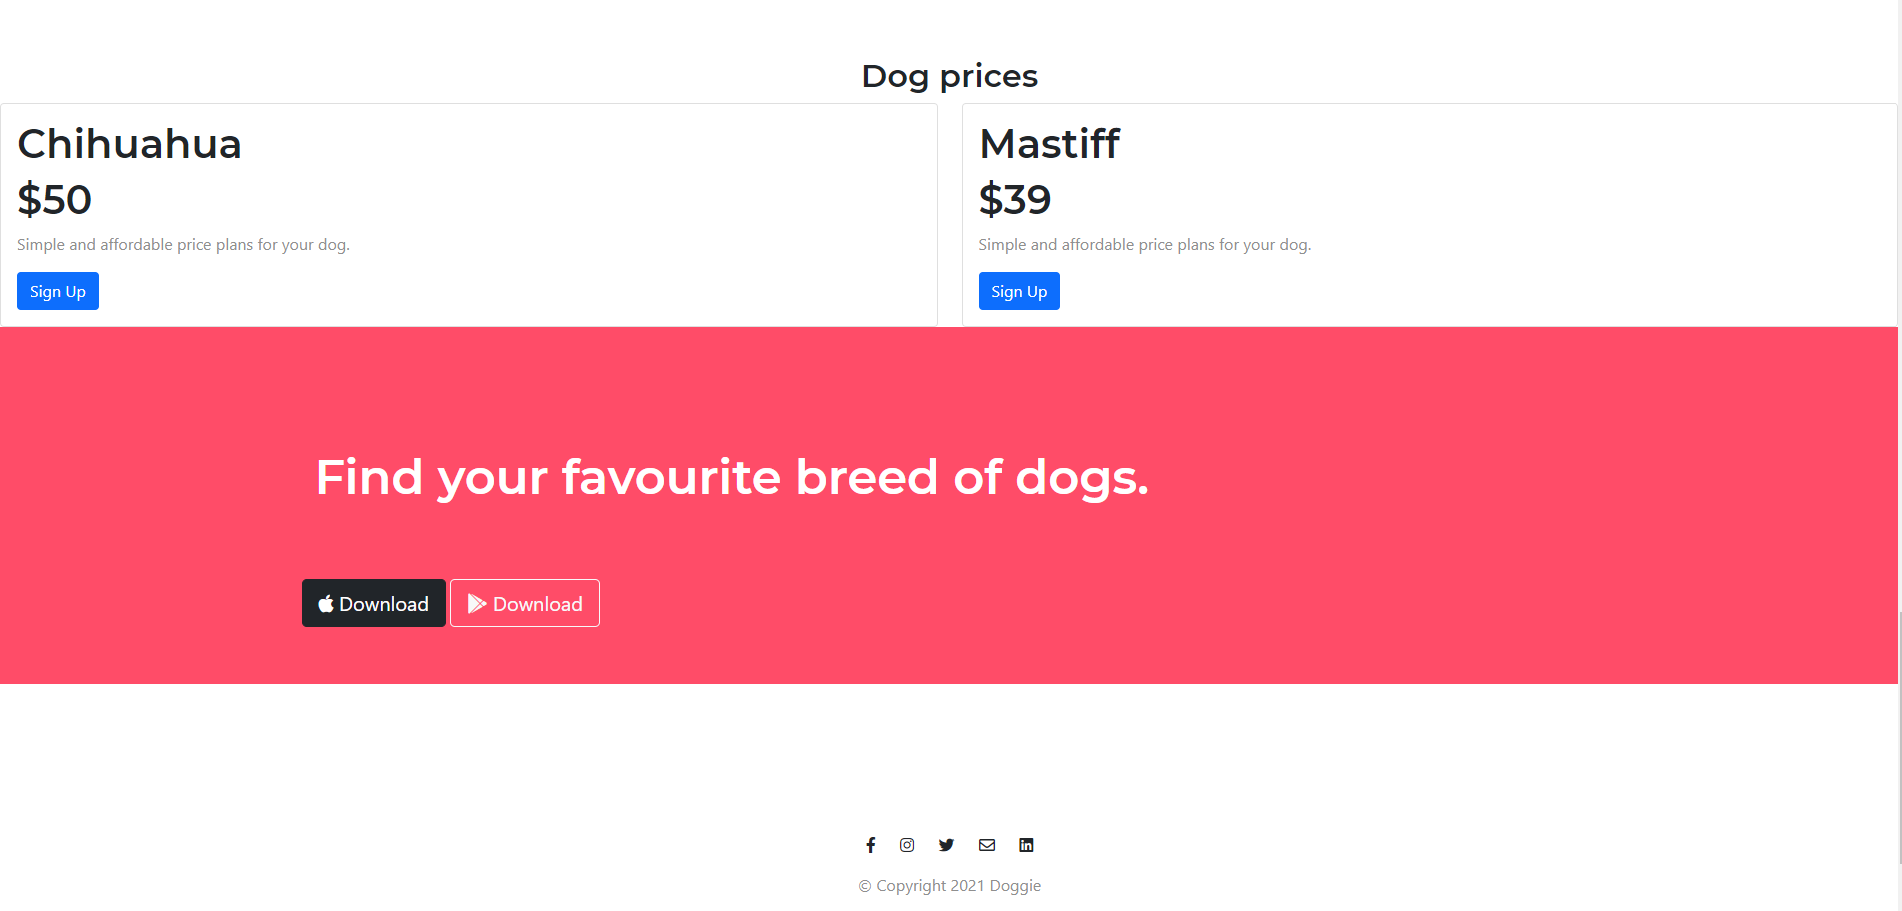 Dog prices
Chihuahua
$50
Simple and affordable price plans for your dog.
Sign Up
Mastiff
$39
Simple and affordable price plans for your dog.
Sign Up
Find your favourite breed of dogs.
Download
Download
© Copyright 2021 Doggie